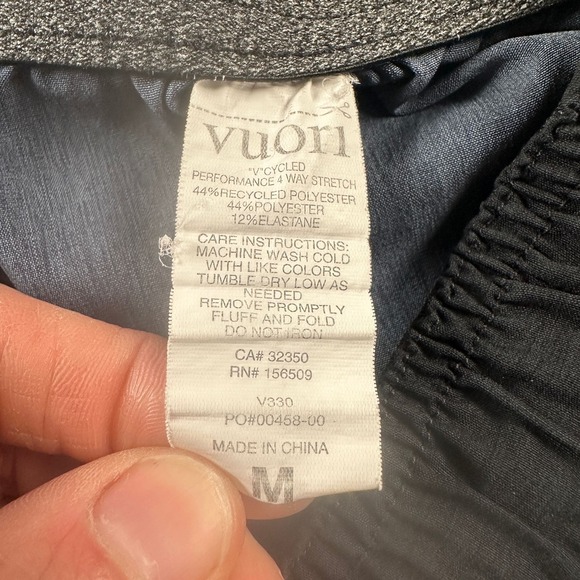 vuori
"V"CYCLED
PERFORMANCE 4 WAY STRETCH
44%RECYCLED POLYESTER
44%POLYESTER
12%ELASTANE
CARE INSTRUCTIONS:
MACHINE WASH COLD
WITH LIKE COLORS
TUMBLE DRY LOW AS
NEEDED
REMOVE PROMPTLY
FLUFF AND FOLD
DO NOT IRON
CA# 32350
RN# 156509
V330
PO#00458-00
MADE IN CHINA
M